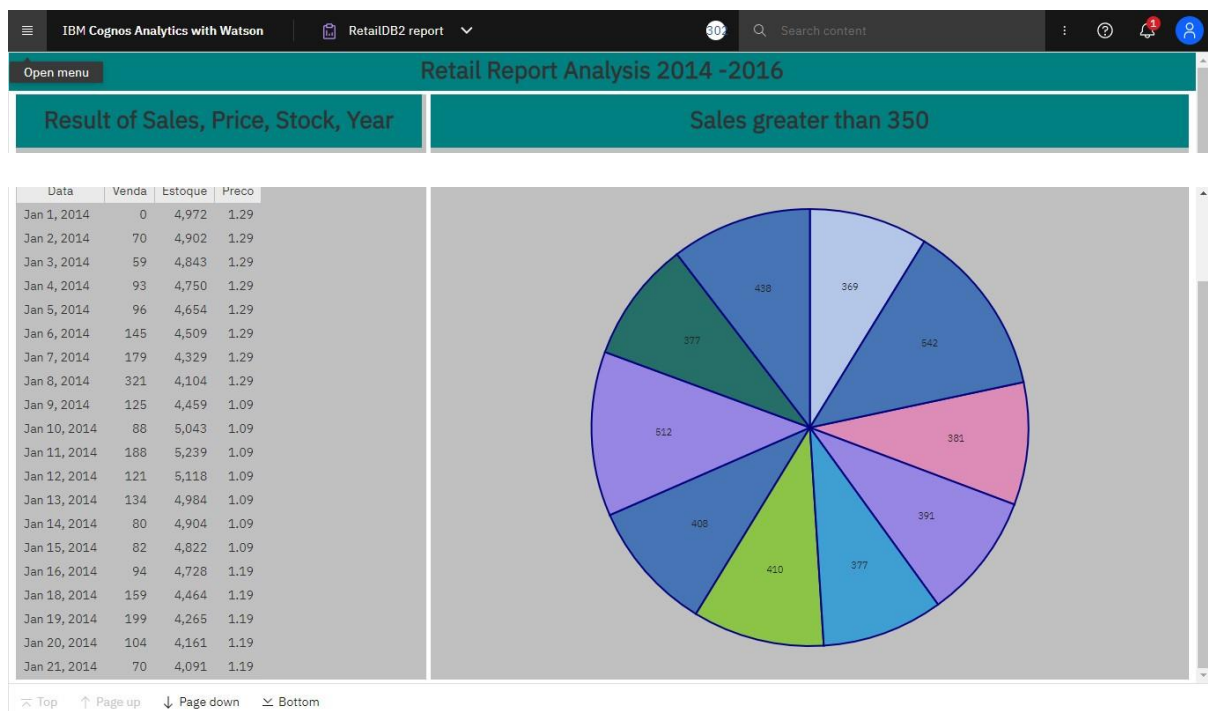 IBM Cognos Analytics with Watson
RetailDB2 report
302
Search content
1
Open menu
Retail Report Analysis 2014 -2016
Result of Sales, Price, Stock, Year
Sales greater than 350
Data Venda Estoque Preco
Jan 1, 2014 0 4,972 1.29
Jan 2, 2014 70 4,902 1.29
Jan 3, 2014 59 4,843 1.29
Jan 4, 2014 93 4,750 1.29
Jan 5, 2014 96 4,654 1.29
Jan 6, 2014 145 4,509 1.29
Jan 7, 2014 179 4,329 1.29
Jan 8, 2014 321 4,104 1.29
Jan 9, 2014 125 4,459 1.09
Jan 10, 2014 88 5,043 1.09
Jan 11, 2014 188 5,239 1.09
Jan 12, 2014 121 5,118 1.09
Jan 13, 2014 134 4,984 1.09
Jan 14, 2014 80 4,904 1.09
Jan 15, 2014 82 4,822 1.09
Jan 16, 2014 94 4,728 1.19
Jan 18, 2014 159 4,464 1.19
Jan 19, 2014 199 4,265 1.19
Jan 20, 2014 104 4,161 1.19
Jan 21, 2014 70 4,091 1.19
438
369
377
542
512
381
408
391
410
377
Top Page up Page down Bottom